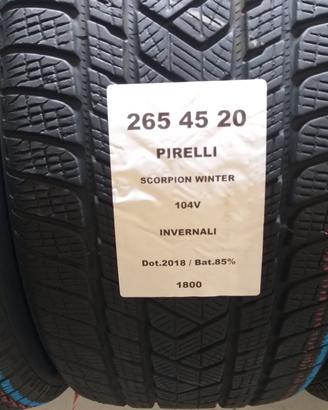 265 45 20
PIRELLI
SCORPION WINTER
104V
INVERNALI
Dot.2018 / Bat.85%
1800